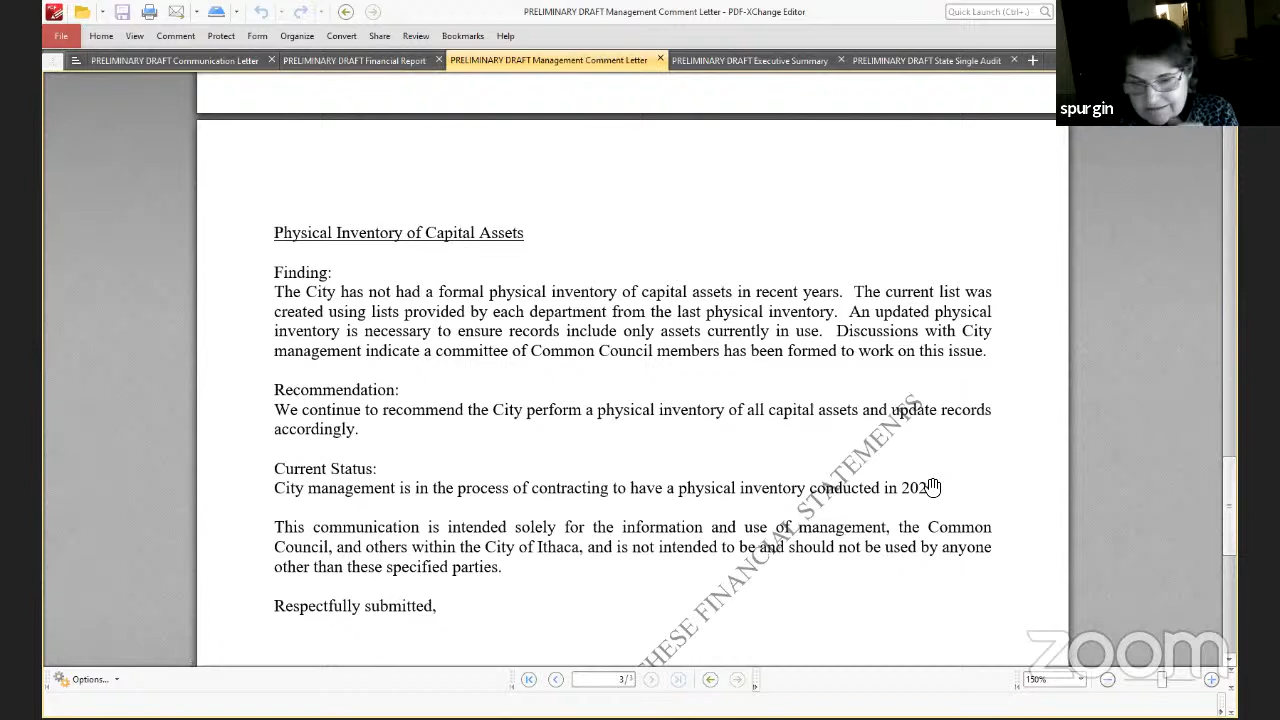 PRELIMINARY DRAFT Management Comment Letter - PDF-XChange Editor
Quick Launch (Ctrl+.)
File Home View Comment Protect Form Organize Convert Share Review Bookmarks Help
PRELIMINARY DRAFT Communication Letter PRELIMINARY DRAFT Financial Report PRELIMINARY DRAFT Management Comment Letter PRELIMINARY DRAFT Executive Summary PRELIMINARY DRAFT State Single Audit
spurgin
Physical Inventory of Capital Assets
Finding:
The City has not had a formal physical inventory of capital assets in recent years. The current list was
created using lists provided by each department from the last physical inventory. An updated physical
inventory is necessary to ensure records include only assets currently in use. Discussions with City
management indicate a committee of Common Council members has been formed to work on this issue.
Recommendation:
We continue to recommend the City perform a physical inventory of all capital assets and update records
accordingly.
Current Status:
City management is in the process of contracting to have a physical inventory conducted in
This communication is intended solely for the information and use of management, the Common
Council, and others within the City of Ithaca, and is not intended to be and should not be used by anyone
other than these specified parties.
Respectfully submitted,
THESE FINANCIAL STATEMENTS
zoom
Options...
3/3
150%